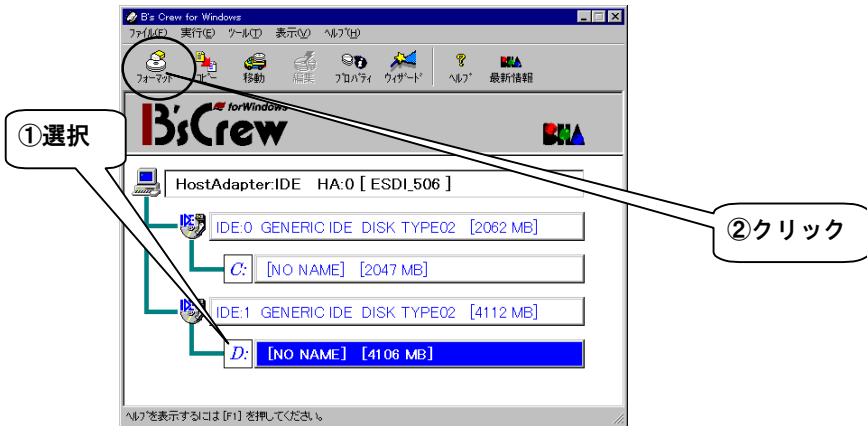 B's Crew for Windows
ファイル(F) 実行(E) ツール(T) 表示(V) ヘルプ(H)
フォーマット コピー 移動 編集 プロパティ ウィザード ヘルプ 最新情報
B'sCrew forWindows
BHA
①選択
HostAdapter:IDE HA:0 [ ESDI_506 ]
IDE:0 GENERIC IDE DISK TYPE02 [2062 MB]
②クリック
C: [NO NAME] [2047 MB]
IDE:1 GENERIC IDE DISK TYPE02 [4112 MB]
D: [NO NAME] [4106 MB]
ヘルプを表示するには [F1] を押してください。